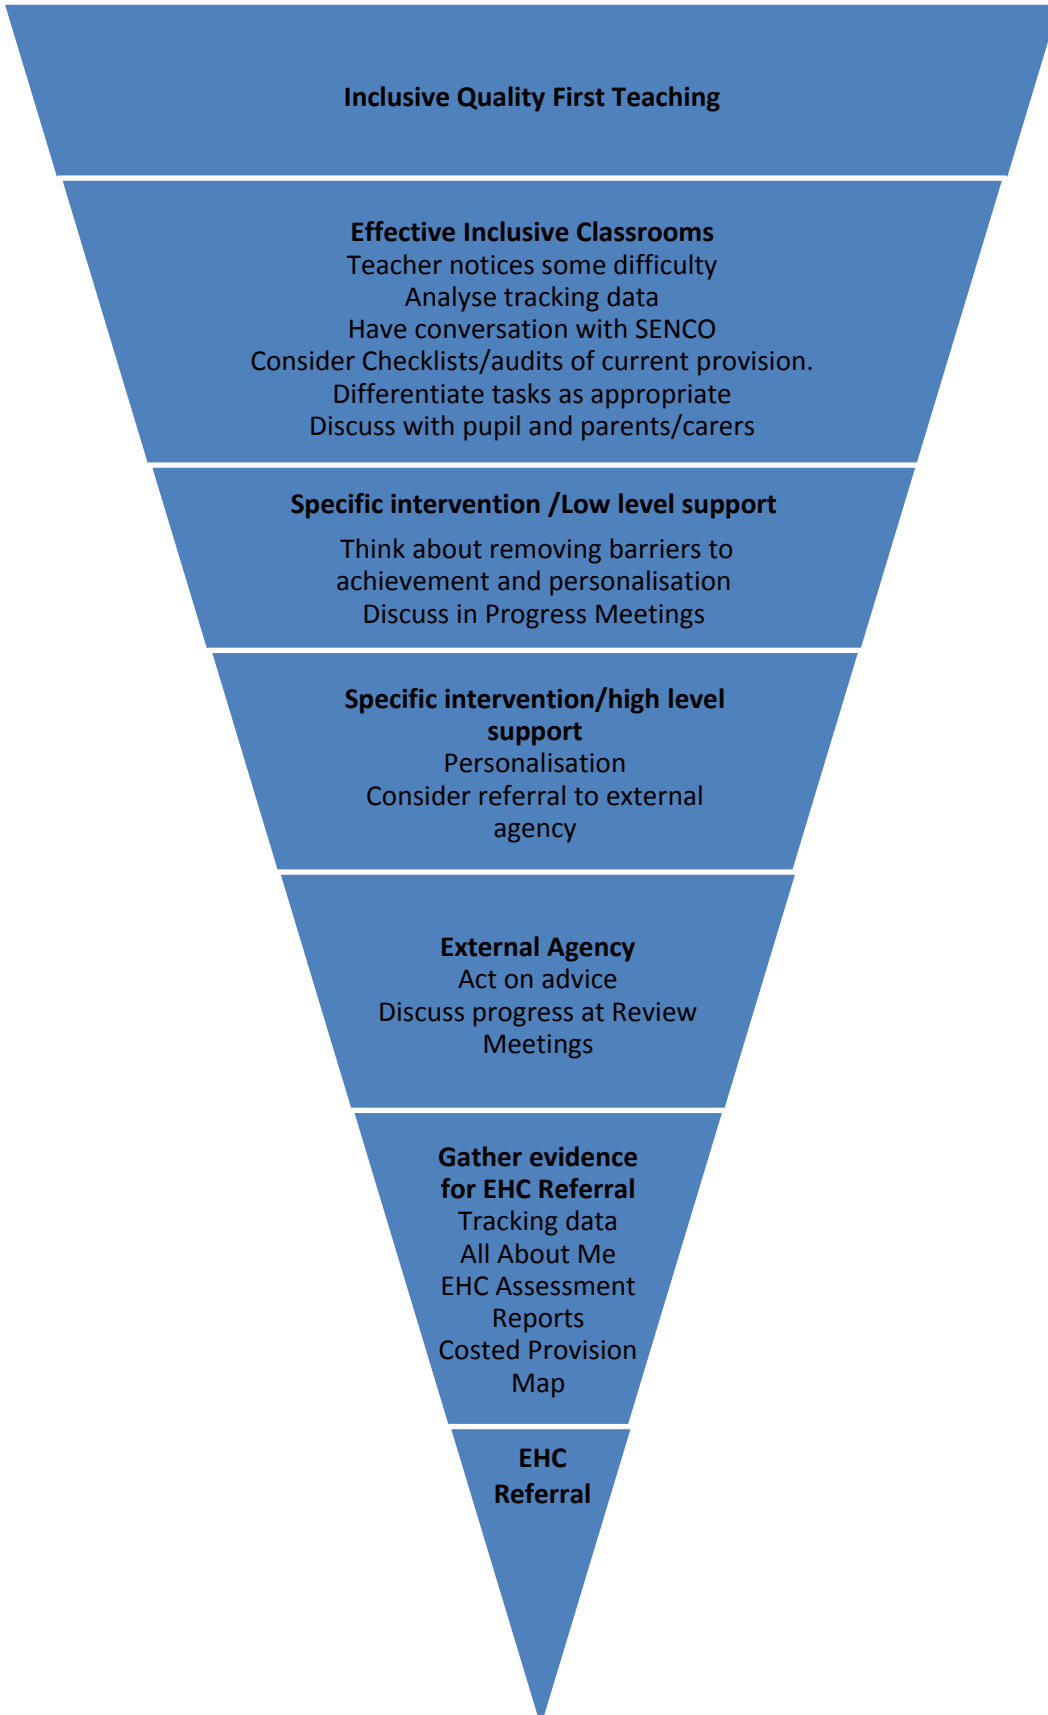 Inclusive Quality First Teaching
Effective Inclusive Classrooms
Teacher notices some difficulty
Analyse tracking data
Have conversation with SENCO
Consider Checklists/audits of current provision.
Differentiate tasks as appropriate
Discuss with pupil and parents/carers
Specific intervention /Low level support
Think about removing barriers to
achievement and personalisation
Discuss in Progress Meetings
Specific intervention/high level
support
Personalisation
Consider referral to external
agency
External Agency
Act on advice
Discuss progress at Review
Meetings
Gather evidence
for EHC Referral
Tracking data
All About Me
EHC Assessment
Reports
Costed Provision
Map
EHC
Referral